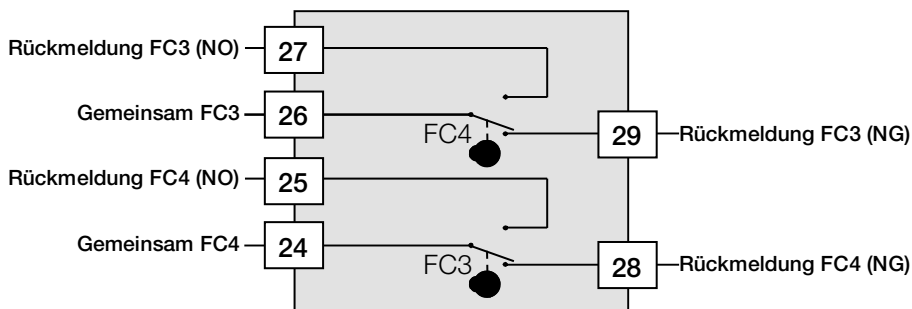 Rückmeldung FC3 (NO)
27
Gemeinsam FC3
26
FC4
29
Rückmeldung FC3 (NG)
Rückmeldung FC4 (NO)
25
Gemeinsam FC4
24
FC3
28
Rückmeldung FC4 (NG)